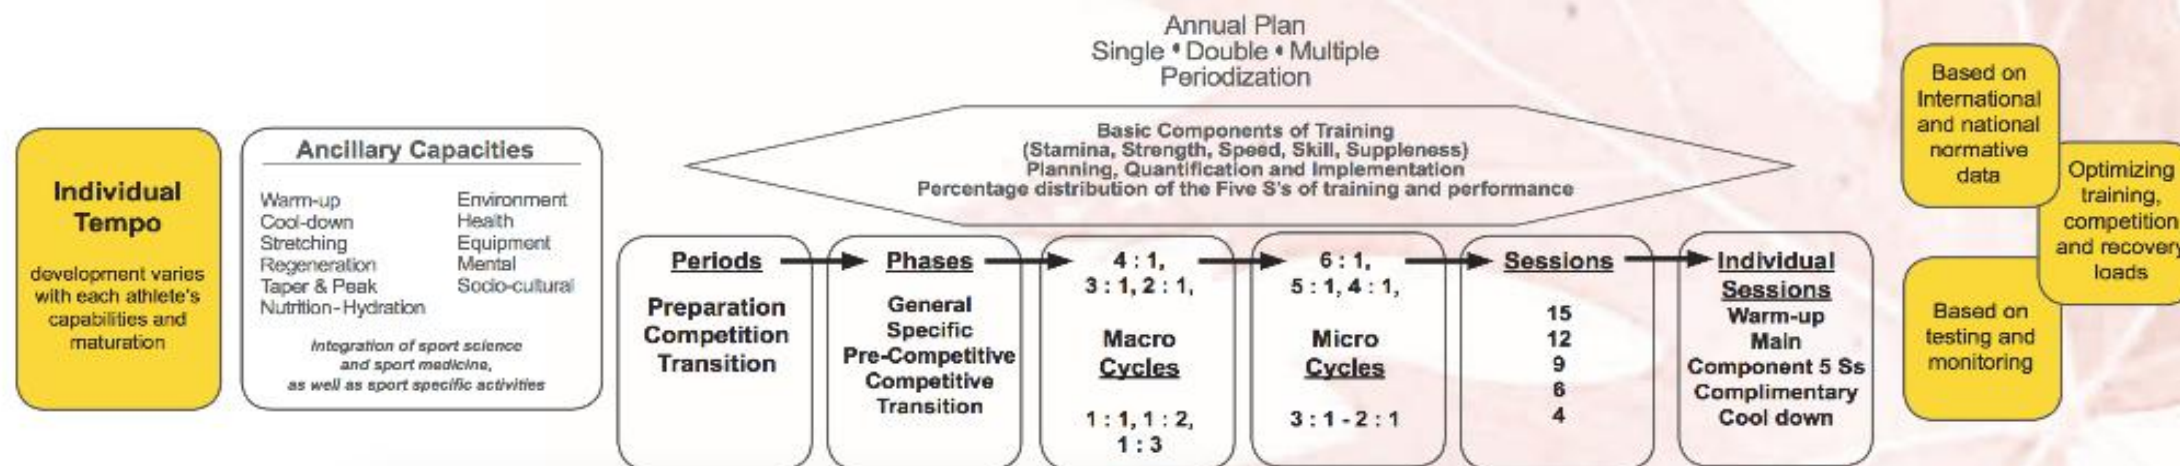 Annual Plan
Single • Double • Multiple
Periodization
Basic Components of Training
(Stamina, Strength, Speed, Skill, Suppleness)
Planning, Quantification and Implementation
Percentage distribution of the Five S's of training and performance
Individual
Tempo
development varies
with each athlete's
capabilities and
maturation
Ancillary Capacities
Warm-up
Cool-down
Stretching
Regeneration
Taper & Peak
Nutrition-Hydration
Environment
Health
Equipment
Mental
Socio-cultural
Integration of sport science
and sport medicine,
as well as sport specific activities
Periods
Preparation
Competition
Transition
Phases
General
Specific
Pre-Competitive
Competitive
Transition
4 : 1,
3 : 1, 2 : 1,
Macro
Cycles
1 : 1, 1 : 2,
1 : 3
6 : 1,
5 : 1, 4 : 1,
Micro
Cycles
3 : 1 - 2 : 1
Sessions
15
12
9
6
4
Individual
Sessions
Warm-up
Main
Component 5 Ss
Complimentary
Cool down
Based on
International
and national
normative
data
Optimizing
training,
competition
and recovery
loads
Based on
testing and
monitoring